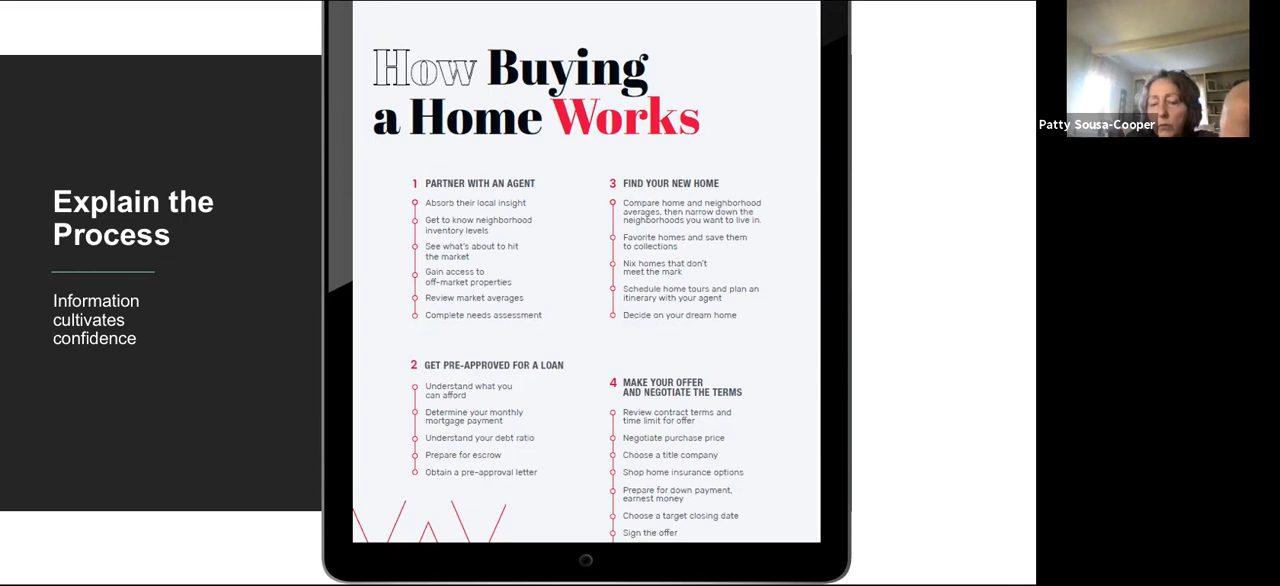 Explain the
Process
Information
cultivates
confidence
How Buying
a Home Works
1 PARTNER WITH AN AGENT
Absorb their local insight
Get to know neighborhood
inventory levels
See what's about to hit
the market
Gain access to
off-market properties
Review market averages
Complete needs assessment
2 GET PRE-APPROVED FOR A LOAN
Understand what you
can afford
Determine your monthly
mortgage payment
Understand your debt ratio
Prepare for escrow
Obtain a pre-approval letter
3 FIND YOUR NEW HOME
Compare home and neighborhood
averages, then narrow down the
neighborhoods you want to live in.
Favorite homes and save them
to collections
Nix homes that don't
meet the mark
Schedule home tours and plan an
itinerary with your agent
Decide on your dream home
4 MAKE YOUR OFFER
AND NEGOTIATE THE TERMS
Review contract terms and
time limit for offer
Negotiate purchase price
Choose a title company
Shop home insurance options
Prepare for down payment,
earnest money
Choose a target closing date
Sign the offer
Patty Sousa-Cooper